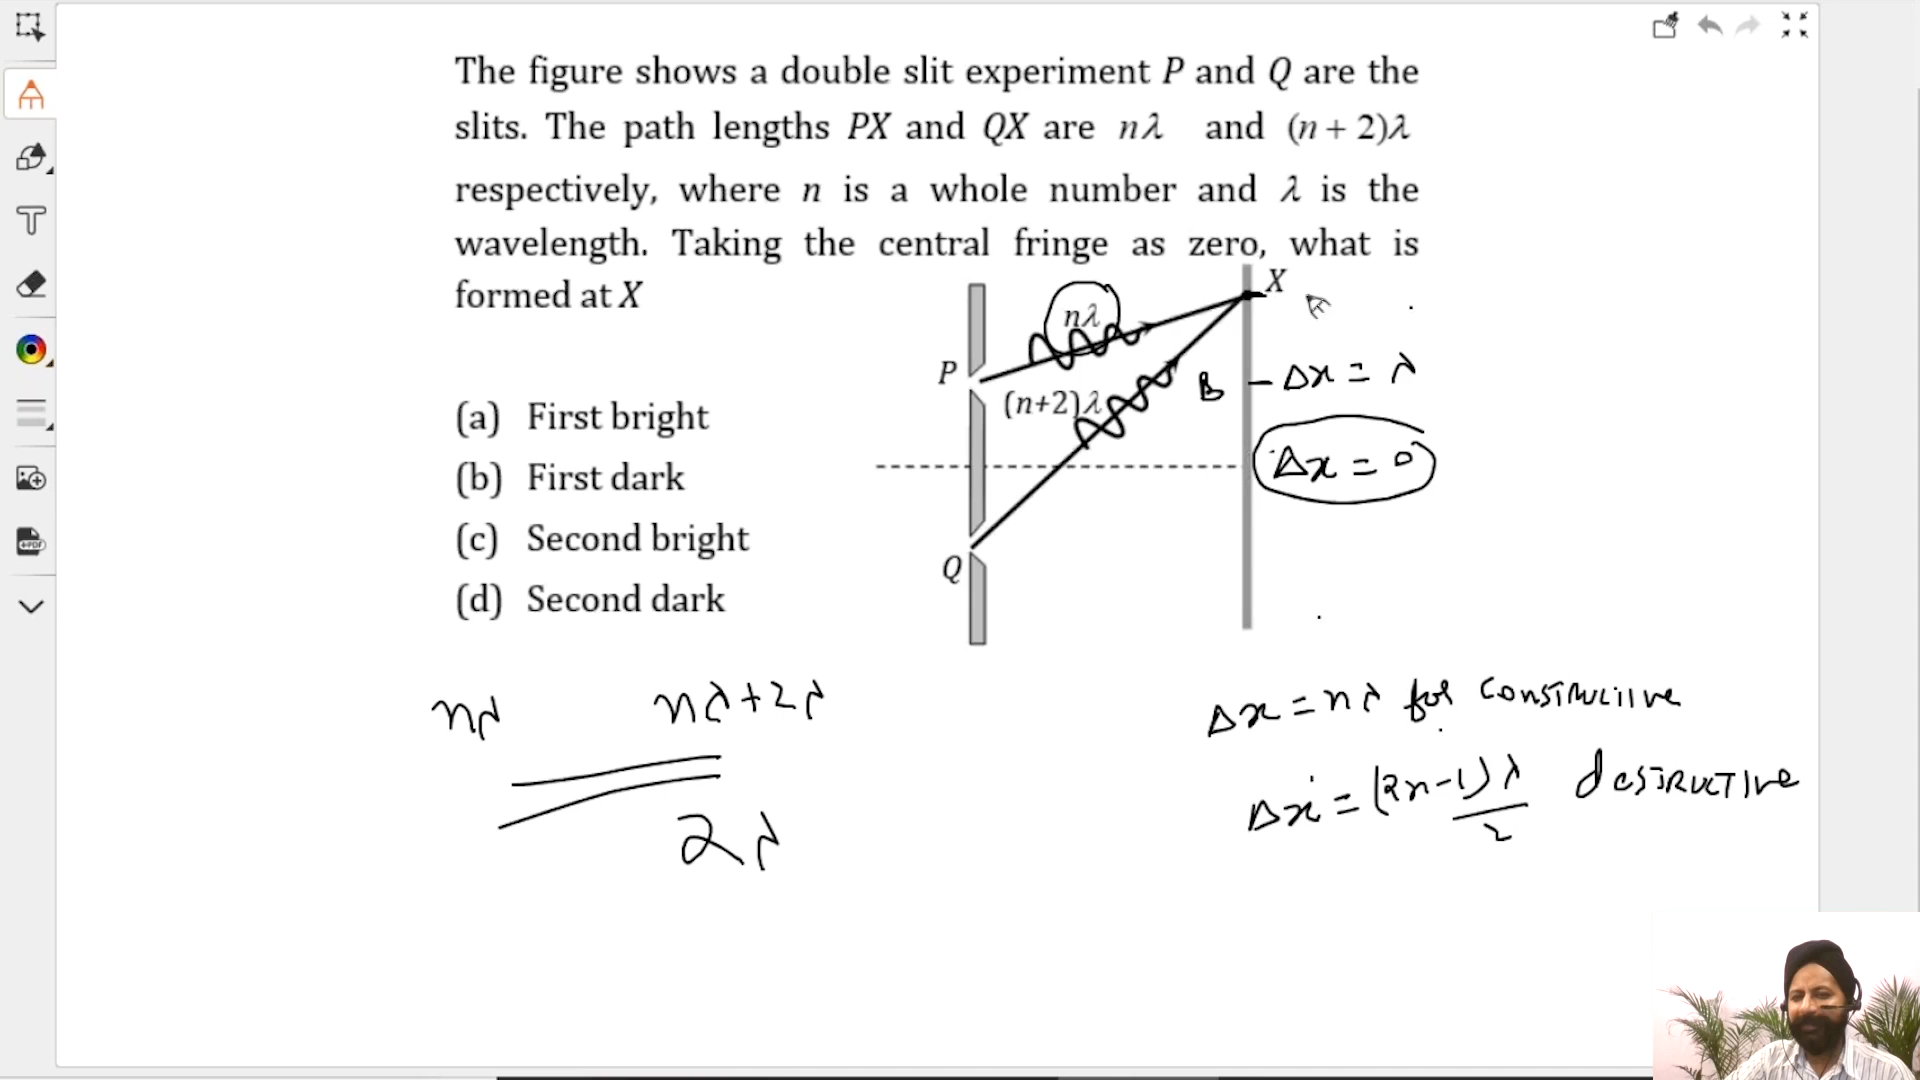 The figure shows a double slit experiment P and Q are the
slits. The path lengths PX and QX are nλ and (n + 2)λ
respectively, where n is a whole number and λ is the
wavelength. Taking the central fringe as zero, what is
formed at X
X
nλ
P
(n+2)λ
B
Δx = λ
Δx = 0
Q
(a) First bright
(b) First dark
(c) Second bright
(d) Second dark
nλ nλ+2λ
2λ
Δx = nλ for constructive
Δx = (2n-1)λ/2 destructive
T
+PDF